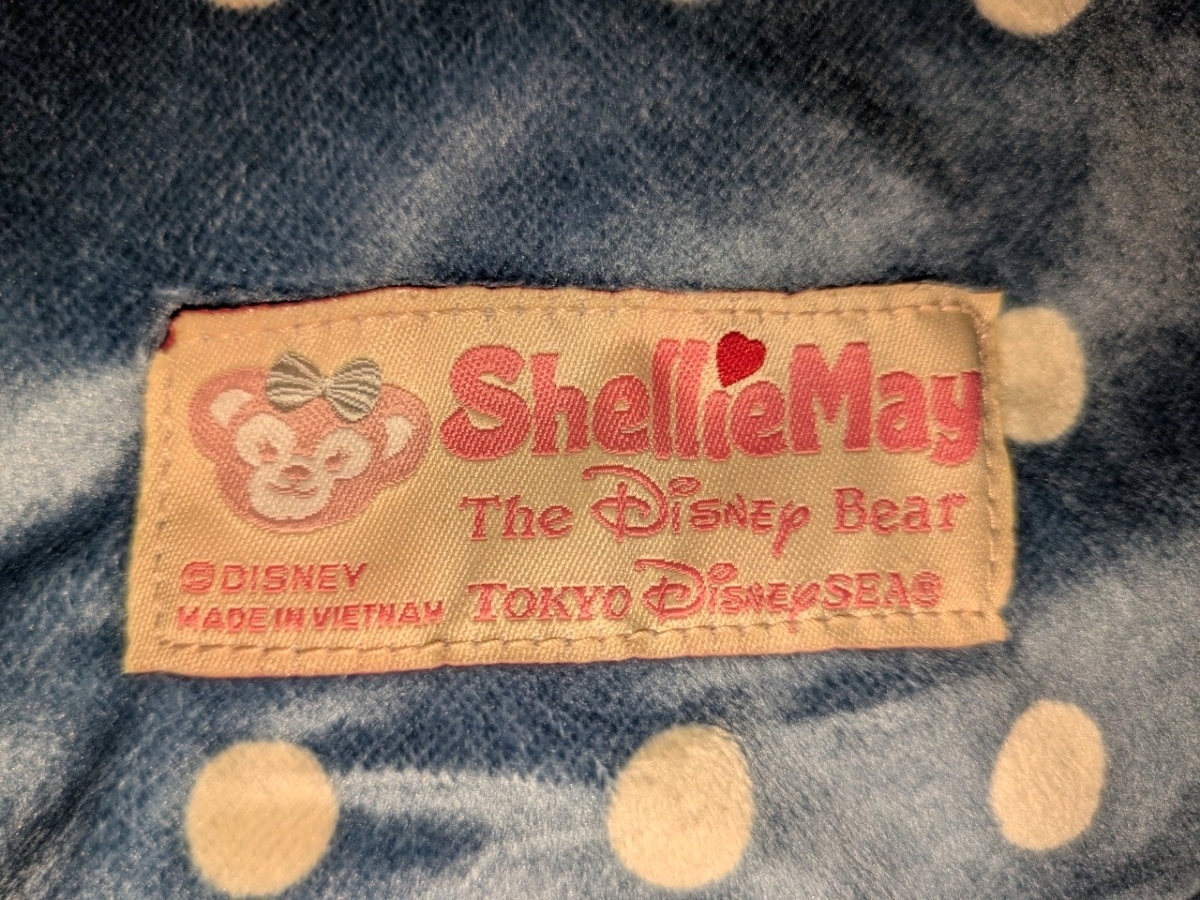 ShellieMay
The Disney Bear
©DISNEY
MADE IN VIETNAM
TOKYO DisneySEA®